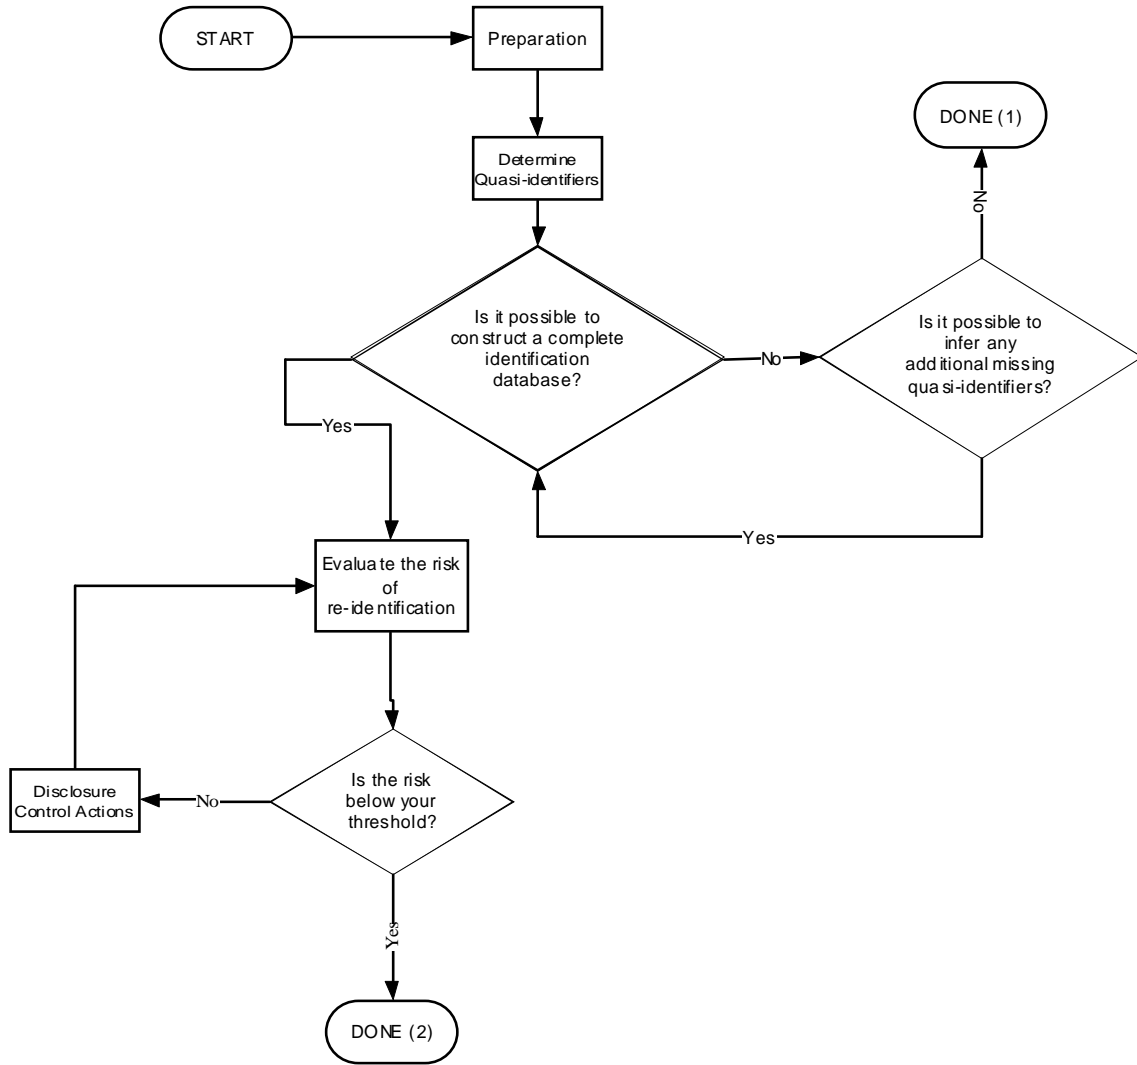 START
Preparation
DONE (1)
Determine
Quasi-identifiers
No
Is it possible to
construct a complete
identification
database?
No
Is it possible to
infer any
additional missing
quasi-identifiers?
Yes
Yes
Evaluate the risk
of
re-identification
Is the risk
below your
threshold?
No
Disclosure
Control Actions
Yes
DONE (2)